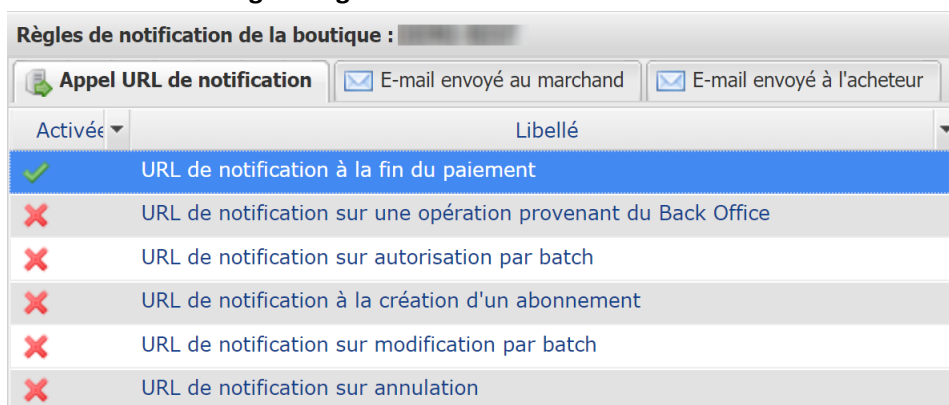 Règles de notification de la boutique :
Appel URL de notification E-mail envoyé au marchand E-mail envoyé à l'acheteur
Activée Libellé
URL de notification à la fin du paiement
URL de notification sur une opération provenant du Back Office
URL de notification sur autorisation par batch
URL de notification à la création d'un abonnement
URL de notification sur modification par batch
URL de notification sur annulation